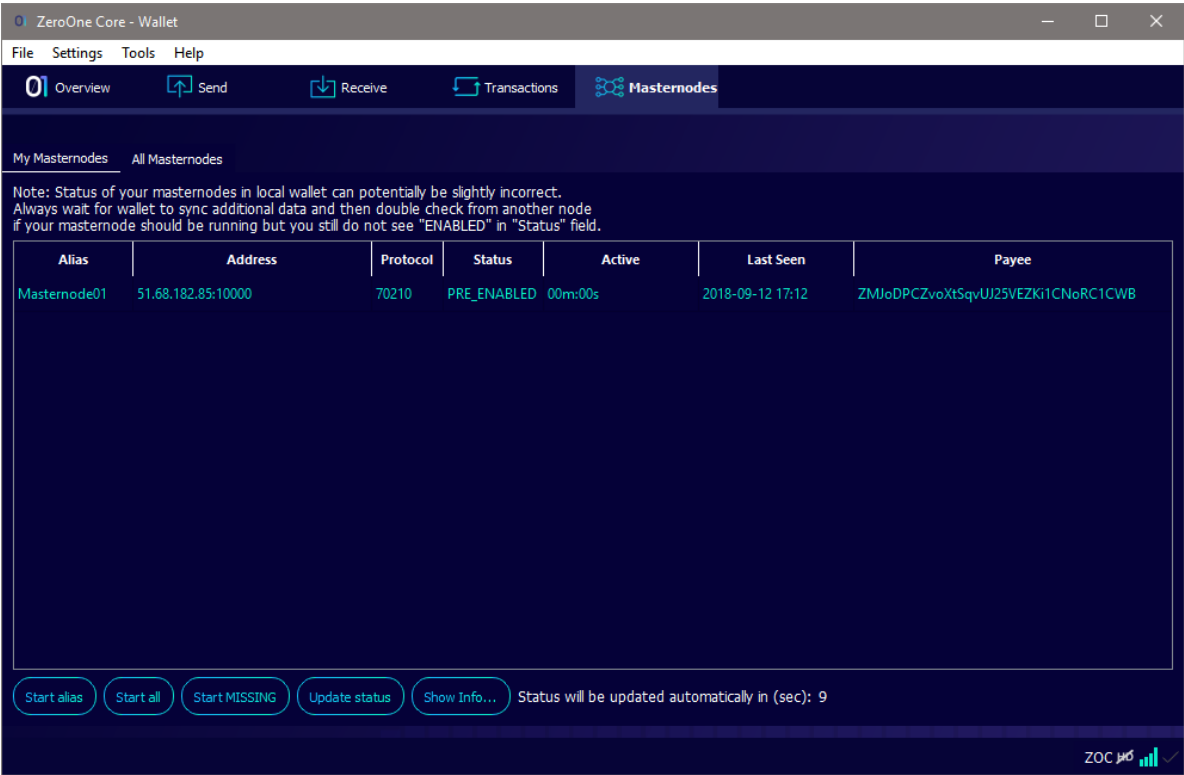 ZeroOne Core - Wallet
File Settings Tools Help
01 Overview Send Receive Transactions Masternodes
My Masternodes All Masternodes
Note: Status of your masternodes in local wallet can potentially be slightly incorrect.
Always wait for wallet to sync additional data and then double check from another node
if your masternode should be running but you still do not see "ENABLED" in "Status" field.
Alias Address Protocol Status Active Last Seen Payee
Masternode01 51.68.182.85:10000 70210 PRE_ENABLED 00m:00s 2018-09-12 17:12 ZMJoDPCZvoXtSqvUJ25VEZKi1CNoRC1CWB
Start alias Start all Start MISSING Update status Show Info... Status will be updated automatically in (sec): 9
ZOC HD